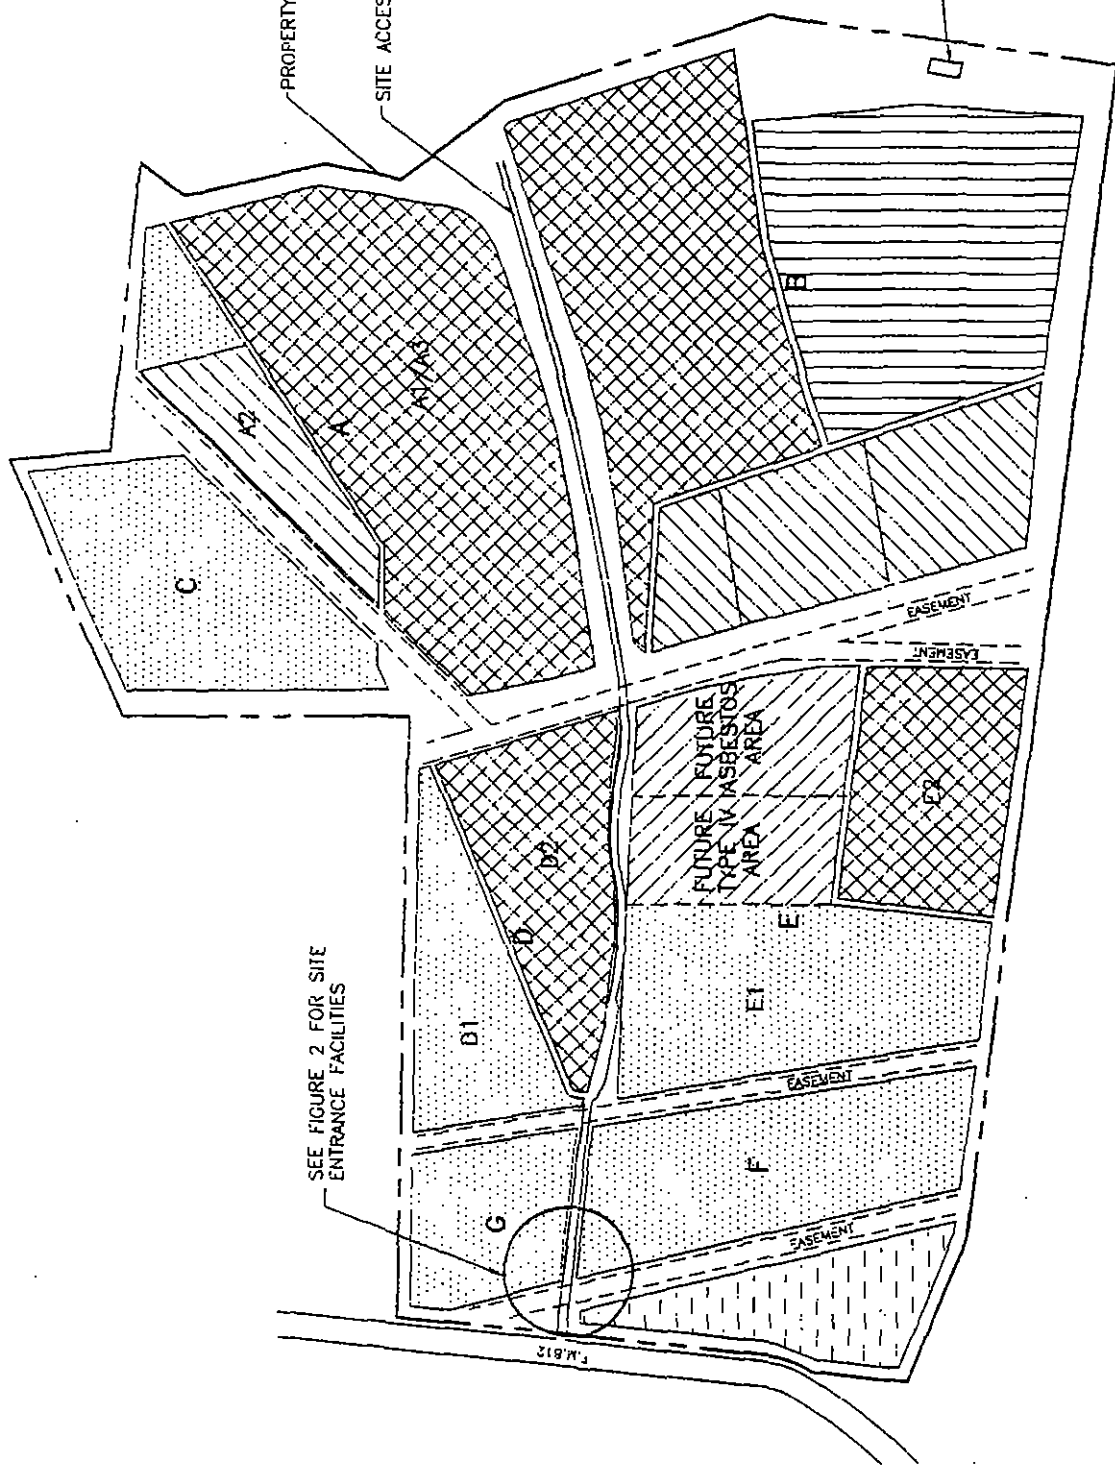 PROPERTY
SITE ACCES
C
A2
A
A1/A3
B
EASEMENT
EASEMENT
FUTURE
TYPE IV
AREA
FUTURE
ASBESTOS
AREA
E2
D2
D
D1
E
E1
SEE FIGURE 2 FOR SITE
ENTRANCE FACILITIES
EASEMENT
F
G
EASEMENT
F.M.812